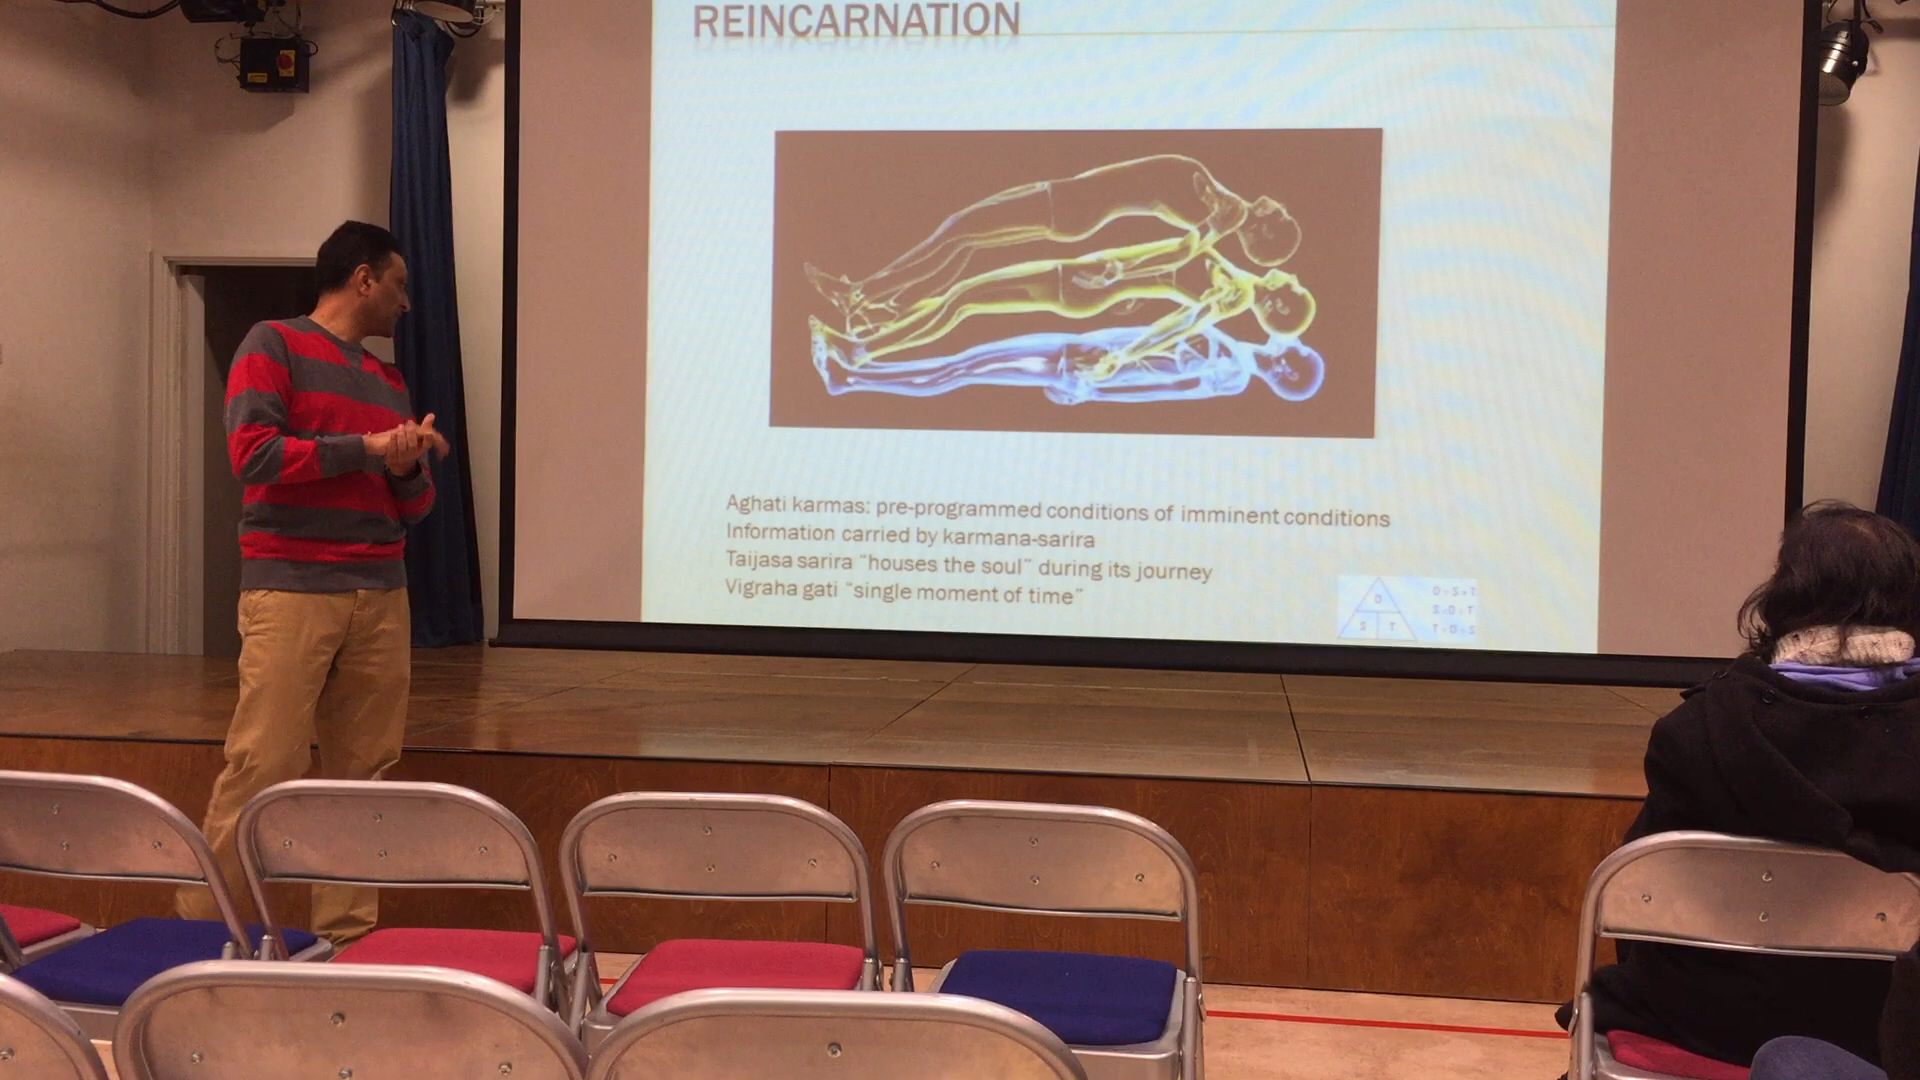 REINCARNATION
Aghati karmas: pre-programmed conditions of imminent conditions
Information carried by karmana-sarira
Taijasa sarira “houses the soul” during its journey
Vigraha gati “single moment of time”
D
S T
D=S×T
S=D÷T
T=D÷S